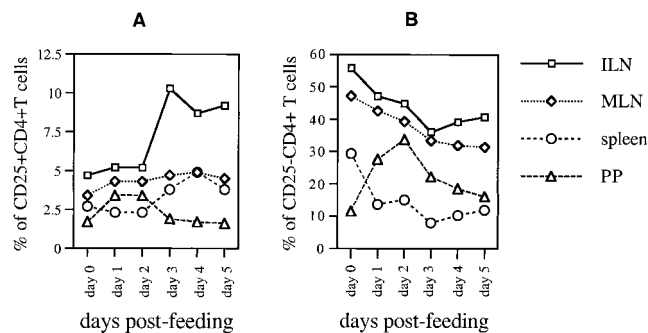 A
B
% of CD25+CD4+T cells
12.5
10
7.5
5
2.5
0
day 0
day 1
day 2
day 3
day 4
day 5
days post-feeding
% of CD25-CD4+ T cells
60
50
40
30
20
10
0
day 0
day 1
day 2
day 3
day 4
day 5
days post-feeding
ILN
MLN
spleen
PP